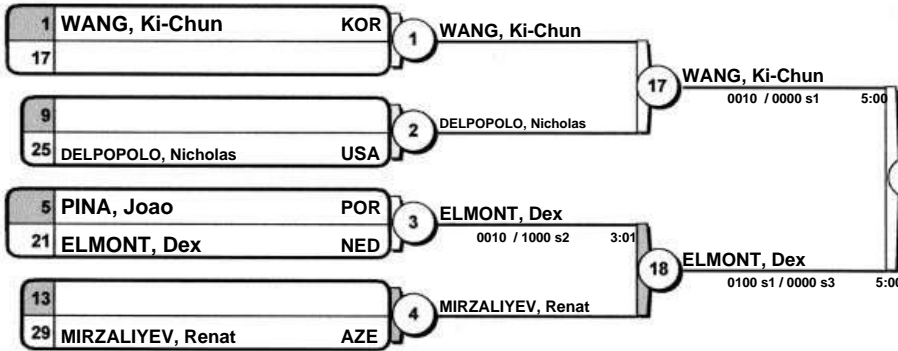 1 WANG, Ki-Chun KOR
17
1
WANG, Ki-Chun
9
25 DELPOPOLO, Nicholas USA
2
DELPOPOLO, Nicholas
17
WANG, Ki-Chun
0010 / 0000 s1 5:00
5 PINA, Joao POR
21 ELMONT, Dex NED
3
ELMONT, Dex
0010 / 1000 s2 3:01
13
29 MIRZALIYEV, Renat AZE
4
MIRZALIYEV, Renat
18
ELMONT, Dex
0100 s1 / 0000 s3 5:00